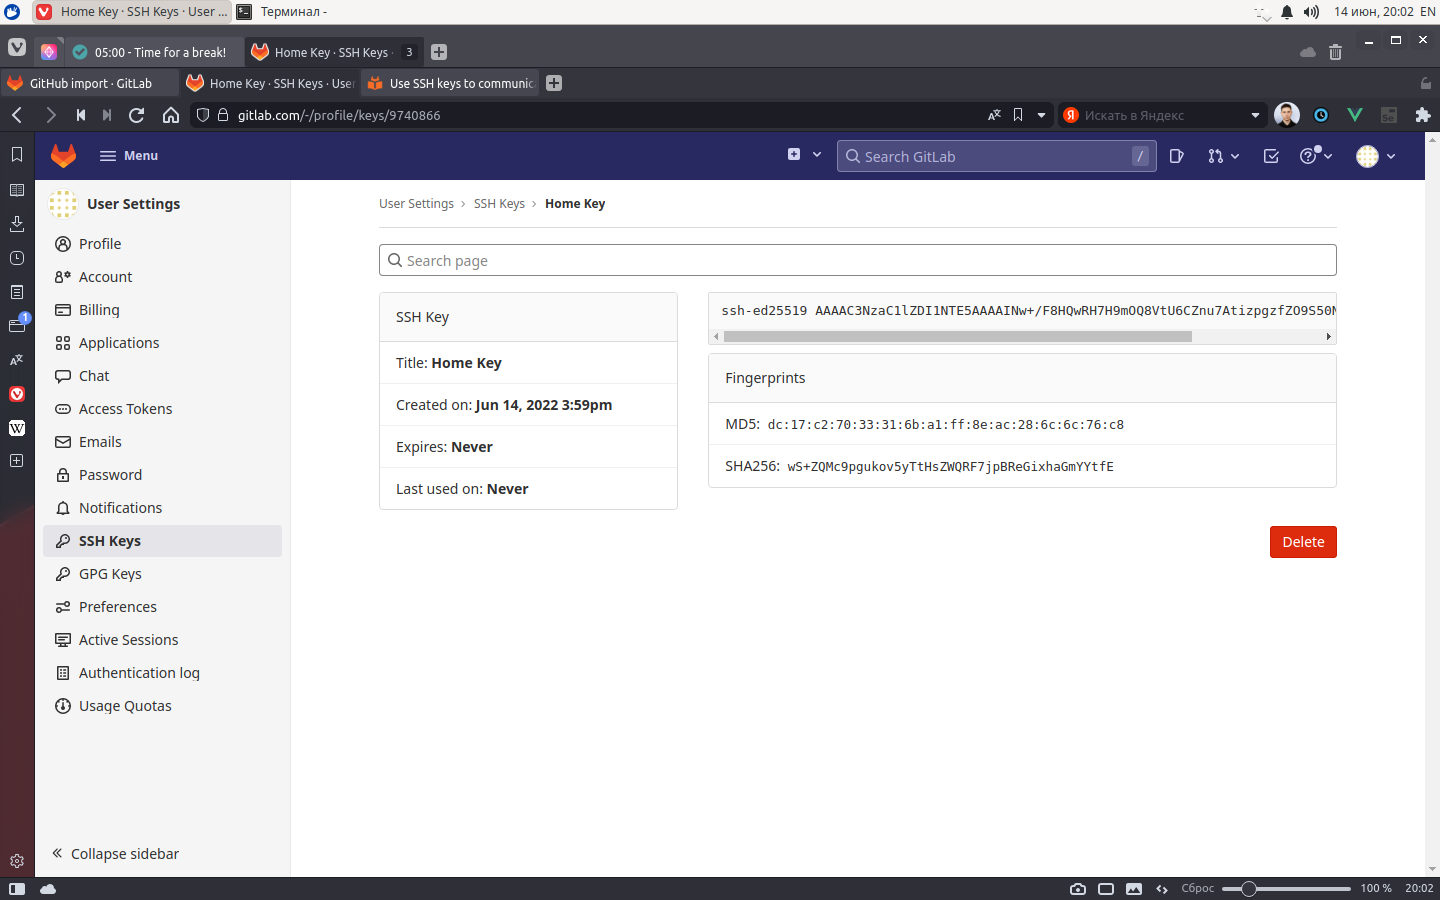 Home Key · SSH Keys · User ...
Терминал -
14 июн, 20:02 EN
05:00 - Time for a break!
Home Key · SSH Keys ·
3
GitHub import · GitLab
Home Key · SSH Keys · User
Use SSH keys to communic
gitlab.com/-/profile/keys/9740866
Я Искать в Яндекс
Se
Menu
Search GitLab
/
User Settings
Profile
Account
Billing
Applications
Chat
Access Tokens
Emails
Password
Notifications
SSH Keys
GPG Keys
Preferences
Active Sessions
Authentication log
Usage Quotas
Collapse sidebar
1
W
User Settings › SSH Keys › Home Key
Search page
SSH Key
Title: Home Key
Created on: Jun 14, 2022 3:59pm
Expires: Never
Last used on: Never
ssh-ed25519 AAAAC3NzaC1lZDI1NTE5AAAAINw+/F8HQwRH7H9mOQ8VtU6CZnu7AtizpgzfZO9S50N
Fingerprints
MD5: dc:17:c2:70:33:31:6b:a1:ff:8e:ac:28:6c:6c:76:c8
SHA256: wS+ZQMc9pgukov5yTtHsZWQRF7jpBReGixhaGmYYtfE
Delete
Сброс
100 %
20:02